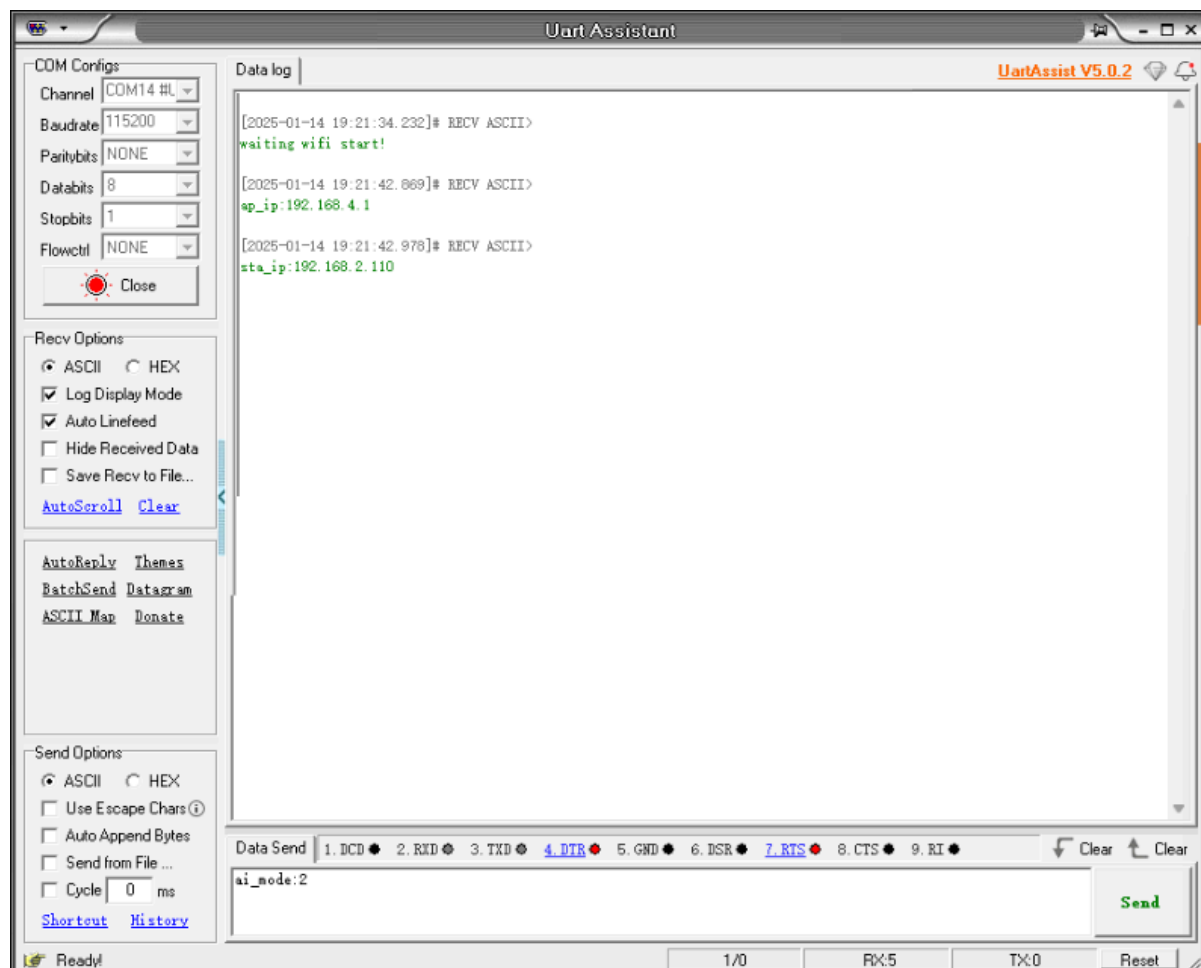 Uart Assistant
COM Configs
Channel COM14 #U
Baudrate 115200
Paritybits NONE
Databits 8
Stopbits 1
Flowctrl NONE
Close
Recv Options
ASCII HEX
Log Display Mode
Auto Linefeed
Hide Received Data
Save Recv to File...
AutoScroll Clear
AutoReply Themes
BatchSend Datagram
ASCII Map Donate
Send Options
ASCII HEX
Use Escape Chars
Auto Append Bytes
Send from File ...
Cycle 0 ms
Shortcut History
Data log
UartAssist V5.0.2
[2025-01-14 19:21:34.232]# RECV ASCII>
waiting wifi start!
[2025-01-14 19:21:42.869]# RECV ASCII>
ap_ip:192.168.4.1
[2025-01-14 19:21:42.978]# RECV ASCII>
sta_ip:192.168.2.110
Data Send 1.DCD 2.RXD 3.TXD 4.DTR 5.GND 6.DSR 7.RTS 8.CTS 9.RI Clear Clear
ai_mode:2
Send
Ready! 1/0 RX:5 TX:0 Reset